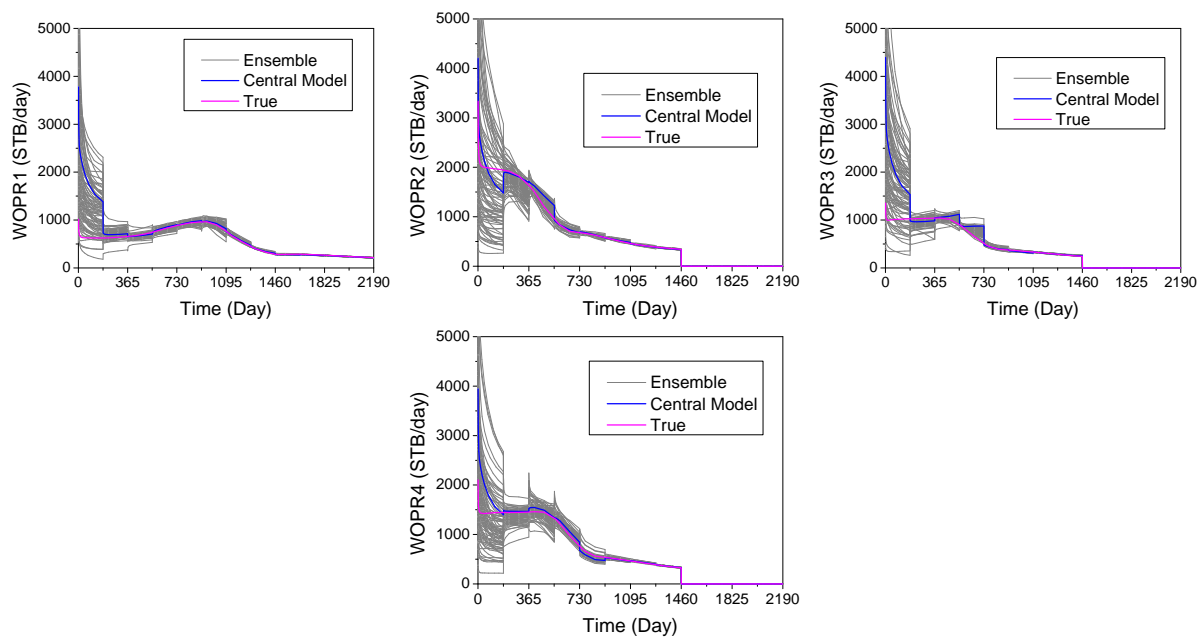 WOPR1 (STB/day)
5000
4000
3000
2000
1000
0
Ensemble
Central Model
True
0 365 730 1095 1460 1825 2190
Time (Day)
WOPR2 (STB/day)
5000
4000
3000
2000
1000
0
Ensemble
Central Model
True
0 365 730 1095 1460 1825 2190
Time (Day)
WOPR3 (STB/day)
5000
4000
3000
2000
1000
0
Ensemble
Central Model
True
0 365 730 1095 1460 1825 2190
Time (Day)
WOPR4 (STB/day)
5000
4000
3000
2000
1000
0
Ensemble
Central Model
True
0 365 730 1095 1460 1825 2190
Time (Day)